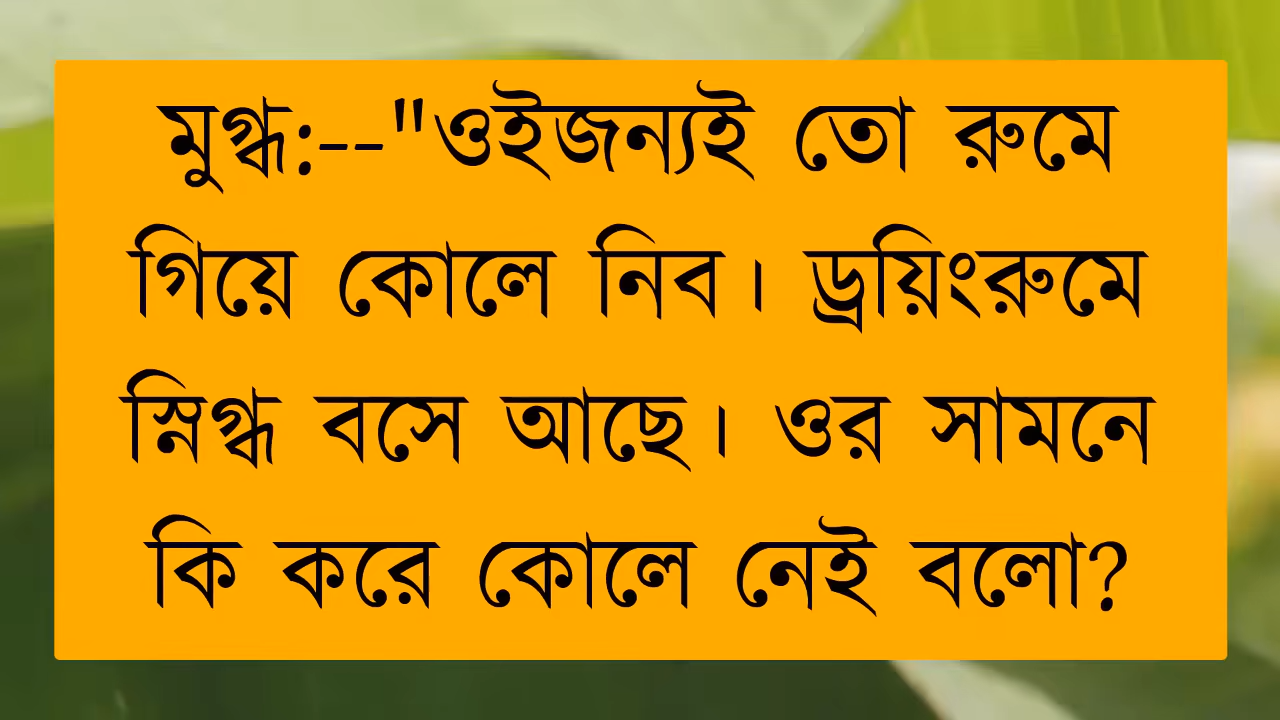 মুগ্ধ:--"ওইজন্যই তো রুমে
গিয়ে কোলে নিব। ড্রয়িংরুমে
স্নিগ্ধ বসে আছে। ওর সামনে
কি করে কোলে নেই বলো?